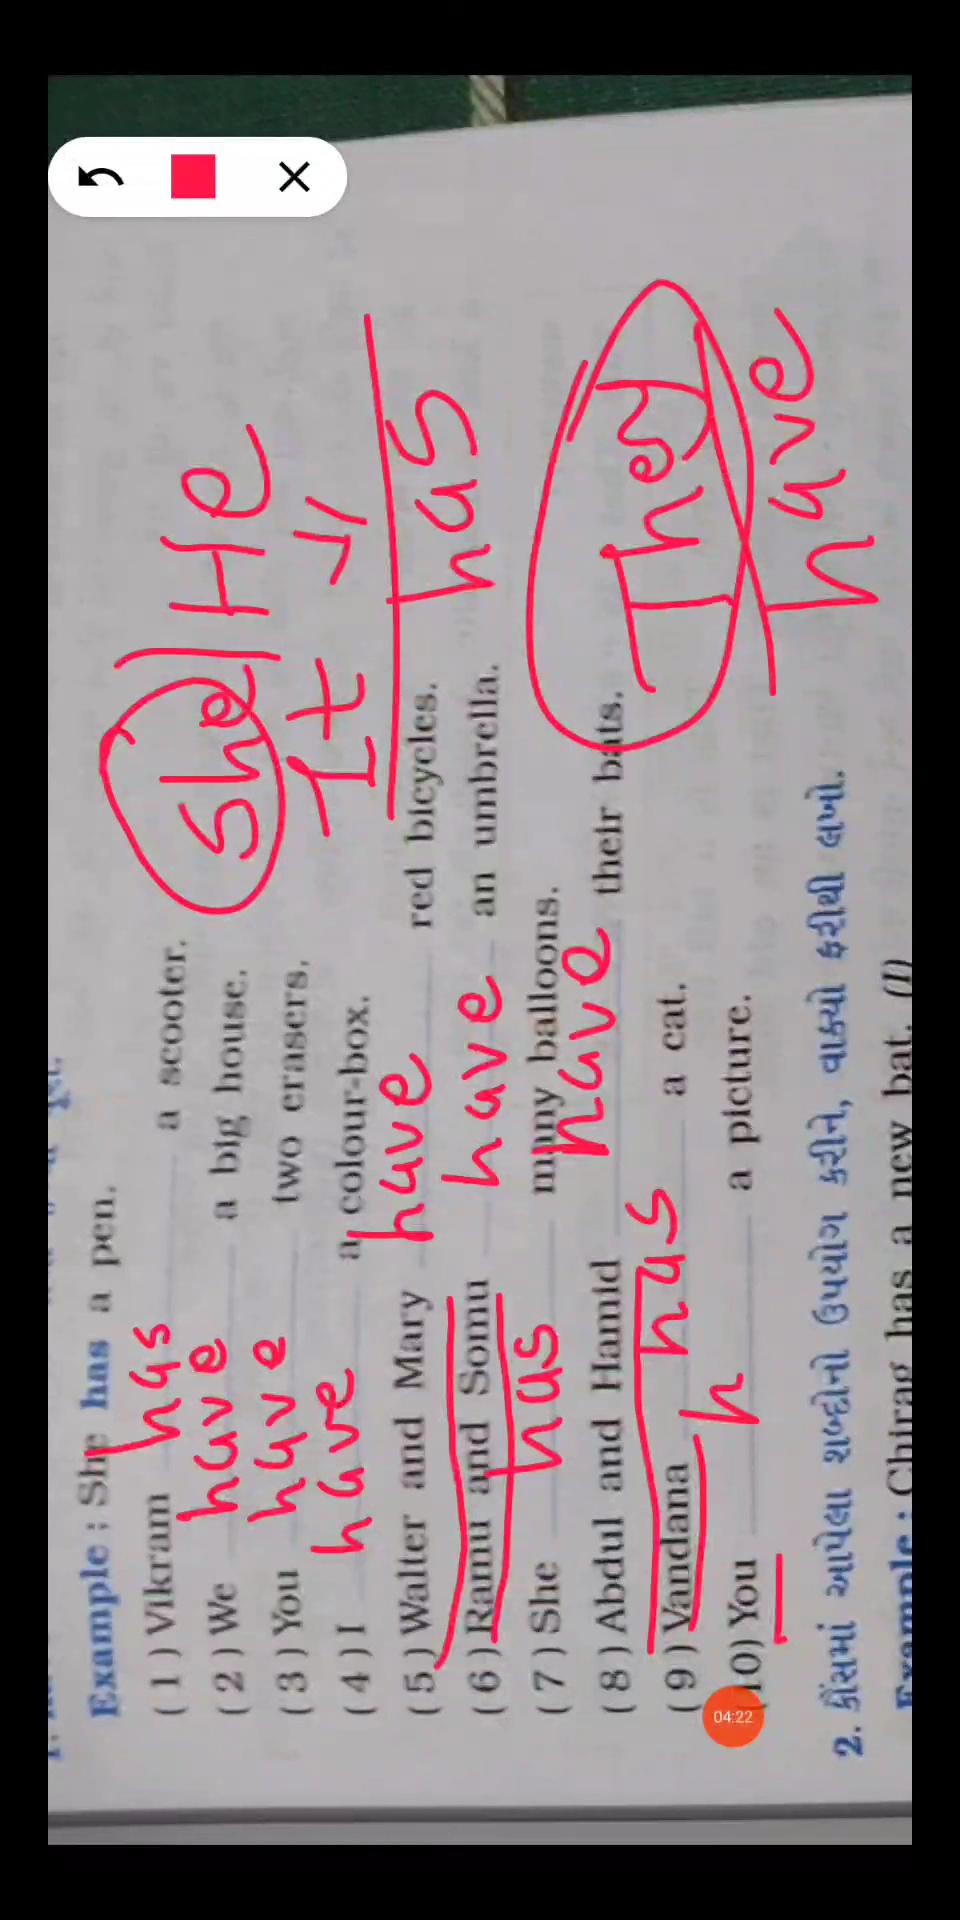 Example : She has a pen.
( 1 ) Vikram has a scooter.
( 2 ) We have a big house.
( 3 ) You have two erasers.
( 4 ) I have a colour-box.
( 5 ) Walter and Mary have red bicycles.
( 6 ) Ramu and Somu have an umbrella.
( 7 ) She has many balloons.
( 8 ) Abdul and Hamid have their bats.
( 9 ) Vandana has a cat.
(10) You h a picture.
She | He
It
has
They
have
2. કૌંસમાં આપેલા શબ્દોનો ઉપયોગ કરીને, વાક્યો ફરીથી લખો.
Example : Chirag has a new bat. (I)
04:22